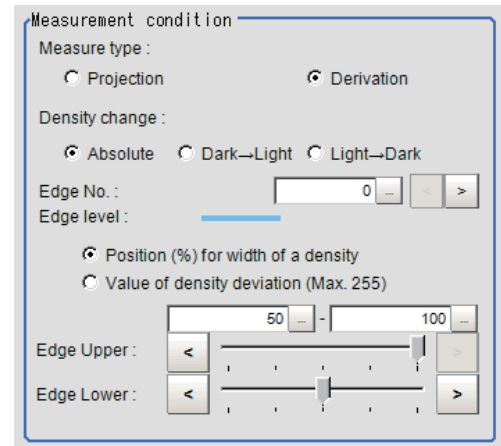 Measurement condition
Measure type :
Projection Derivation
Density change :
Absolute Dark→Light Light→Dark
Edge No. : 0 ... < >
Edge level :
Position (%) for width of a density
Value of density deviation (Max. 255)
50 ... - 100 ...
Edge Upper : < >
Edge Lower : < >